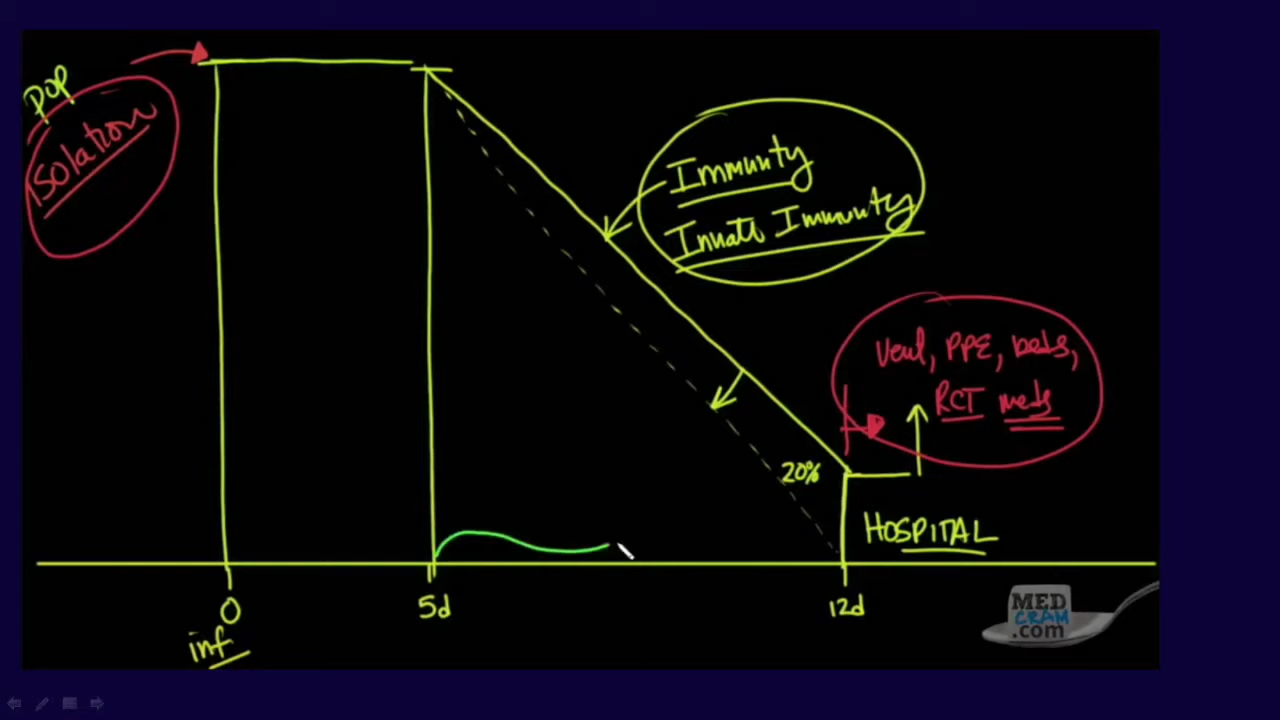 POP
Isolation
Immunity
Innate Immunity
Vent, PPE, beds,
RCT meds
20%
HOSPITAL
0
inf
5d
12d
MED
CRAM
.com